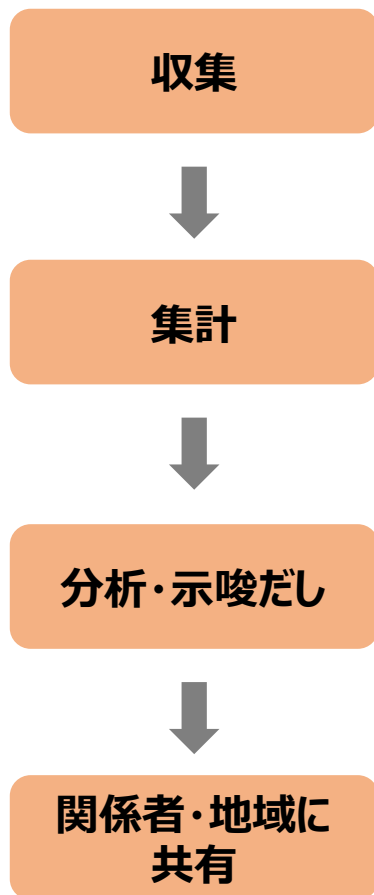 収集
集計
分析・示唆だし
関係者・地域に
共有